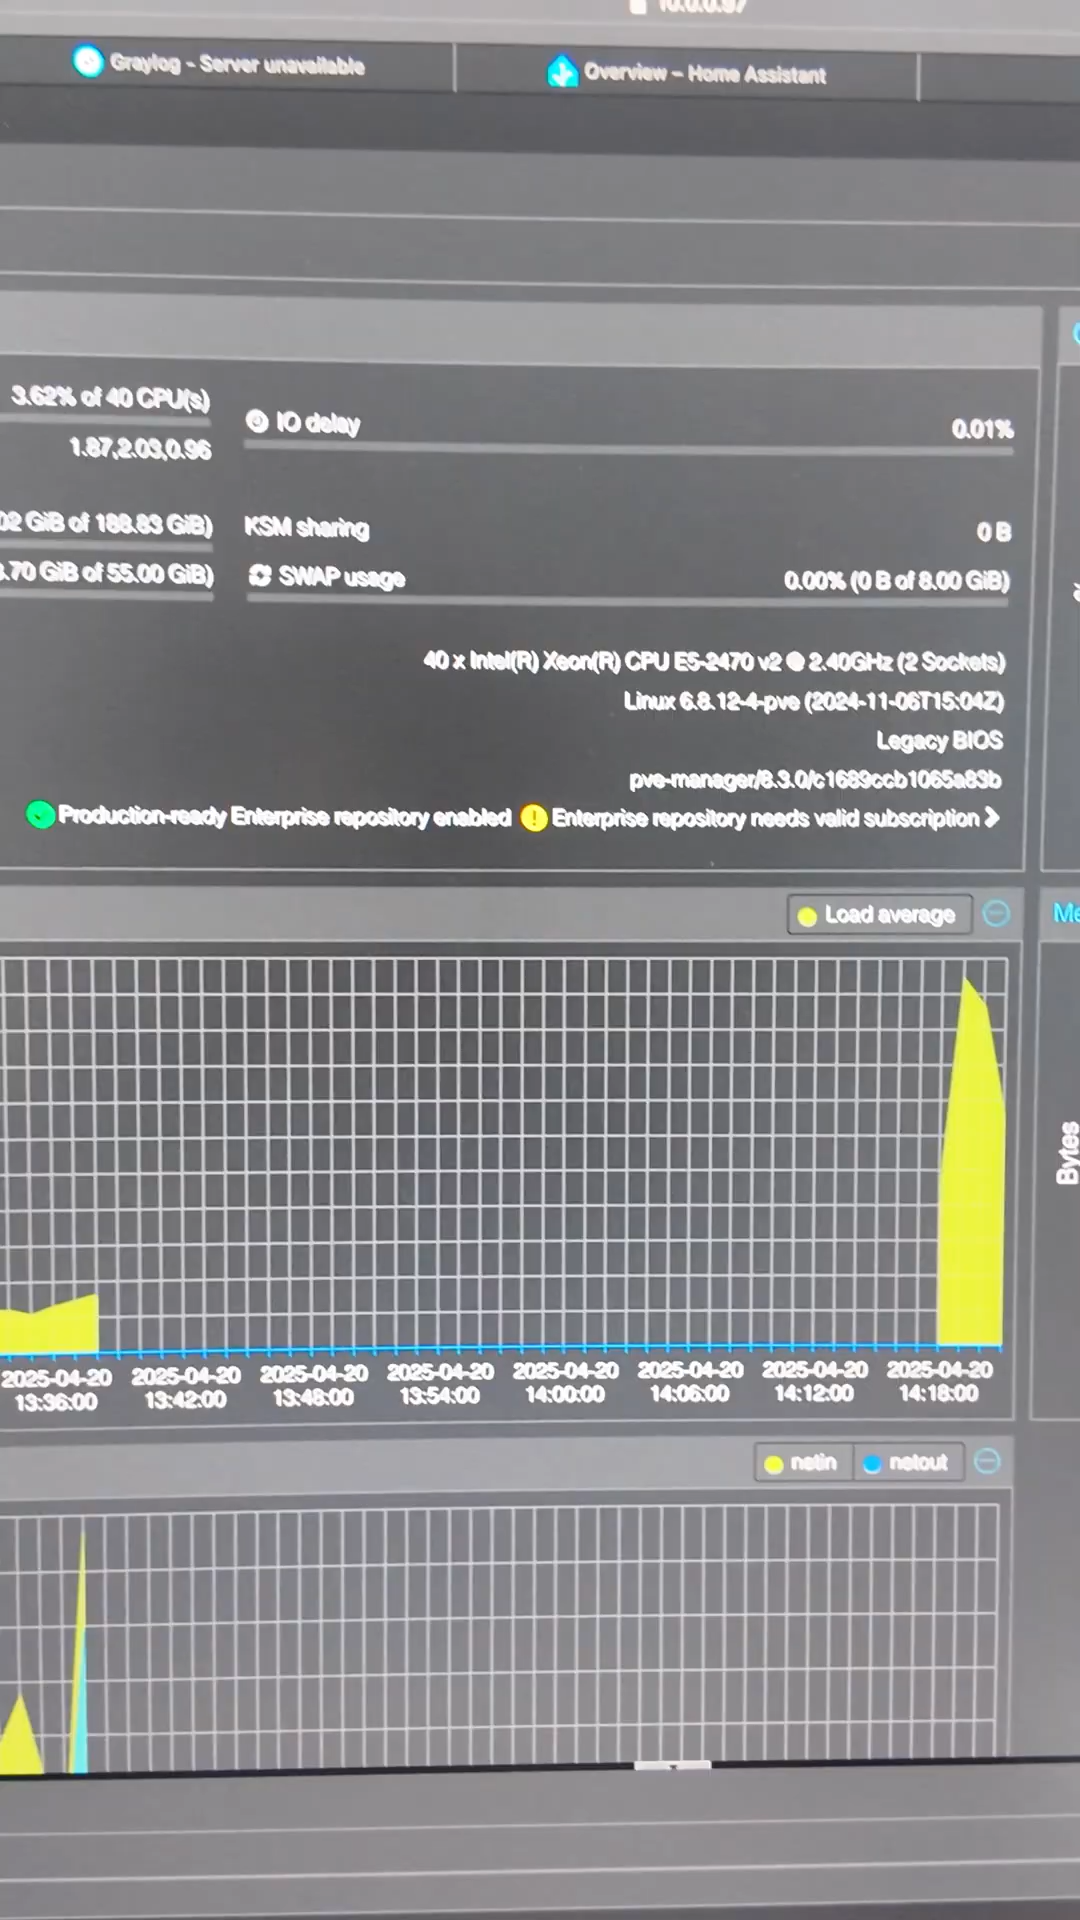 Graylog - Server unavailable
Overview – Home Assistant
3.62% of 40 CPU(s)
IO delay
0.01%
1.87,2.03,0.96
GiB of 188.83 GiB)
KSM sharing
0 B
.70 GiB of 55.00 GiB)
SWAP usage
0.00% (0 B of 8.00 GiB)
40 x Intel(R) Xeon(R) CPU E5-2470 v2 @ 2.40GHz (2 Sockets)
Linux 6.8.12-4-pve (2024-11-06T15:04Z)
Legacy BIOS
pve-manager/8.3.0/c1689ccb1065a83b
Production-ready Enterprise repository enabled
Enterprise repository needs valid subscription
Load average
Me
Bytes
2025-04-20 2025-04-20 2025-04-20 2025-04-20 2025-04-20 2025-04-20 2025-04-20 2025-04-20
13:36:00 13:42:00 13:48:00 13:54:00 14:00:00 14:06:00 14:12:00 14:18:00
netin
netout